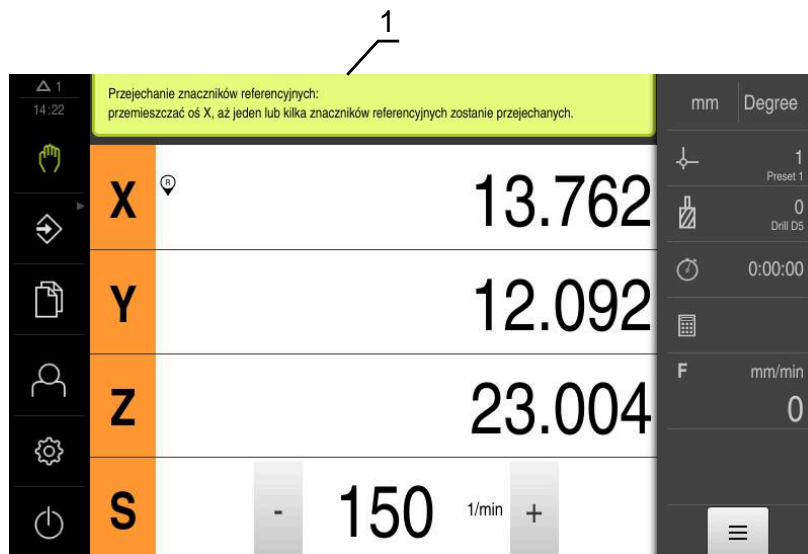 1
1
14:22
Przejechanie znaczników referencyjnych:
przemieszczać oś X, aż jeden lub kilka znaczników referencyjnych zostanie przejechanych.
mm Degree
X R 13.762
1
Preset 1
0
Drill D5
Y 12.092
0:00:00
Z 23.004
F mm/min
0
S - 150 1/min +